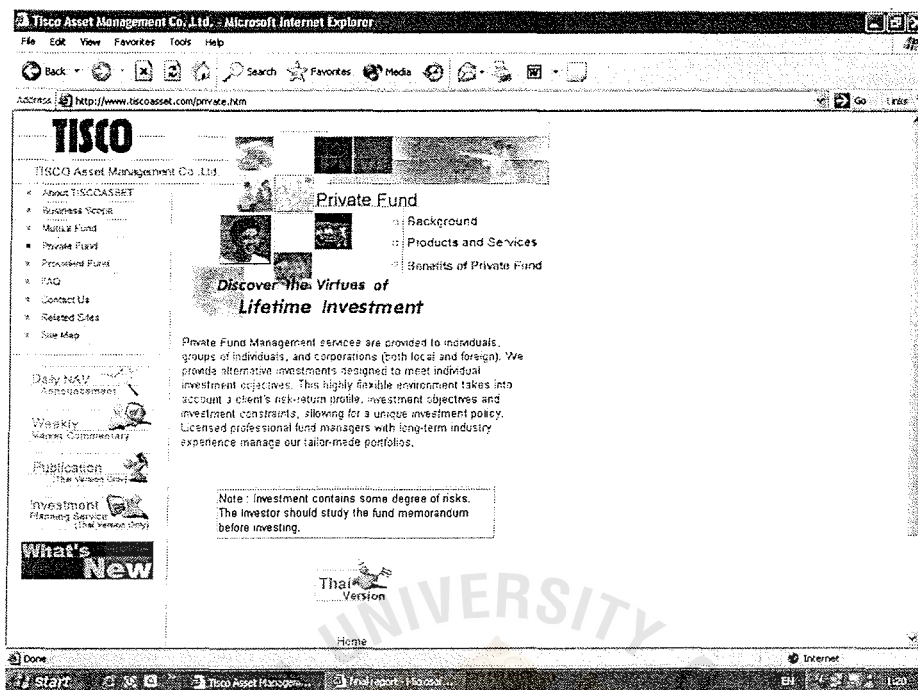 Tisco Asset Management Co.,Ltd. - Microsoft Internet Explorer
File Edit View Favorites Tools Help
Back Search Favorites Media
Address http://www.tiscoasset.com/private.htm Go Links
TISCO
TISCO Asset Management Co.,Ltd.
About TISCOASSET
Business Scope
Mutual Fund
Private Fund
Provident Fund
FAQ
Contact Us
Related Sites
Site Map
Daily NAV
Announcement
Weekly
Market Commentary
Publication
(Thai Version Only)
Investment
Planning Service
(Thai Version Only)
What's
New
Private Fund
Background
Products and Services
Benefits of Private Fund
Discover the Virtues of
Lifetime Investment
Private Fund Management services are provided to individuals,
groups of individuals, and corporations (both local and foreign). We
provide alternative investments designed to meet individual
investment objectives. This highly flexible environment takes into
account a client's risk-return profile, investment objectives and
investment constraints, allowing for a unique investment policy.
Licensed professional fund managers with long-term industry
experience manage our tailor-made portfolios.
Note : Investment contains some degree of risks.
The Investor should study the fund memorandum
before investing.
Thai
Version
Home
UNIVERSITY
Done Internet
start Tisco Asset Managem... final report - Microsof... EN 1:20